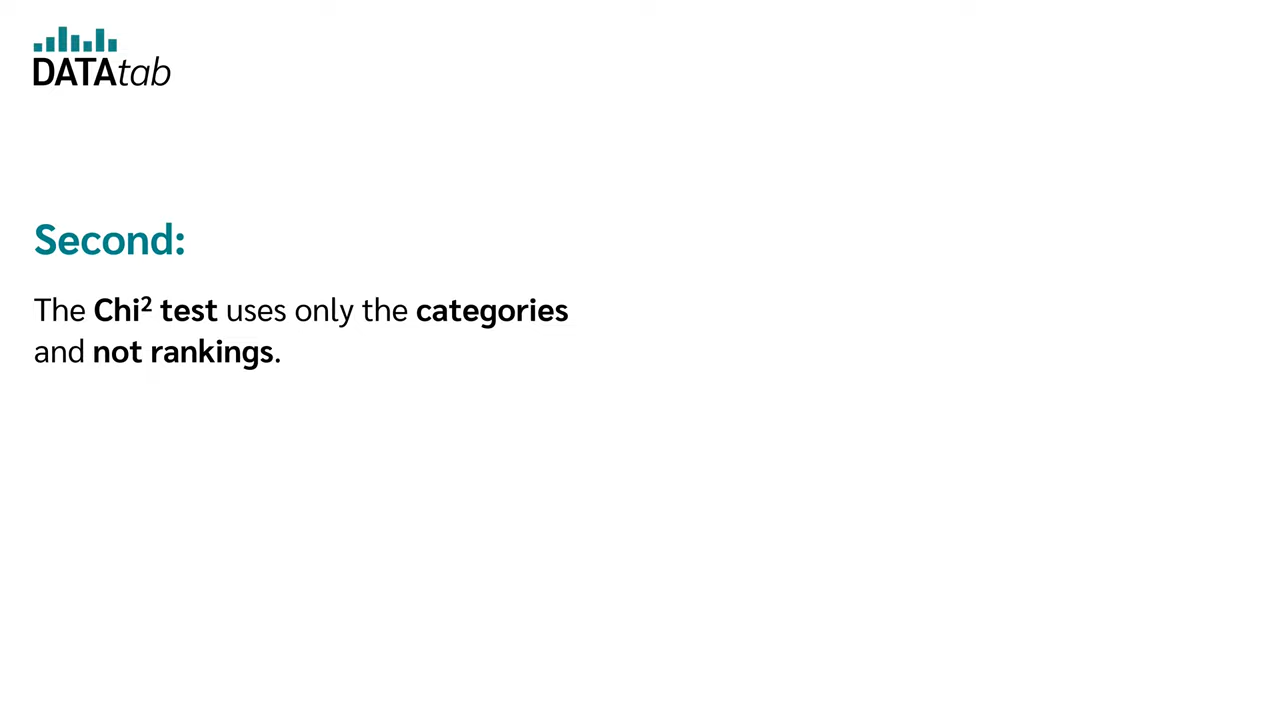 DATAtab
Second:
The Chi² test uses only the categories
and not rankings.